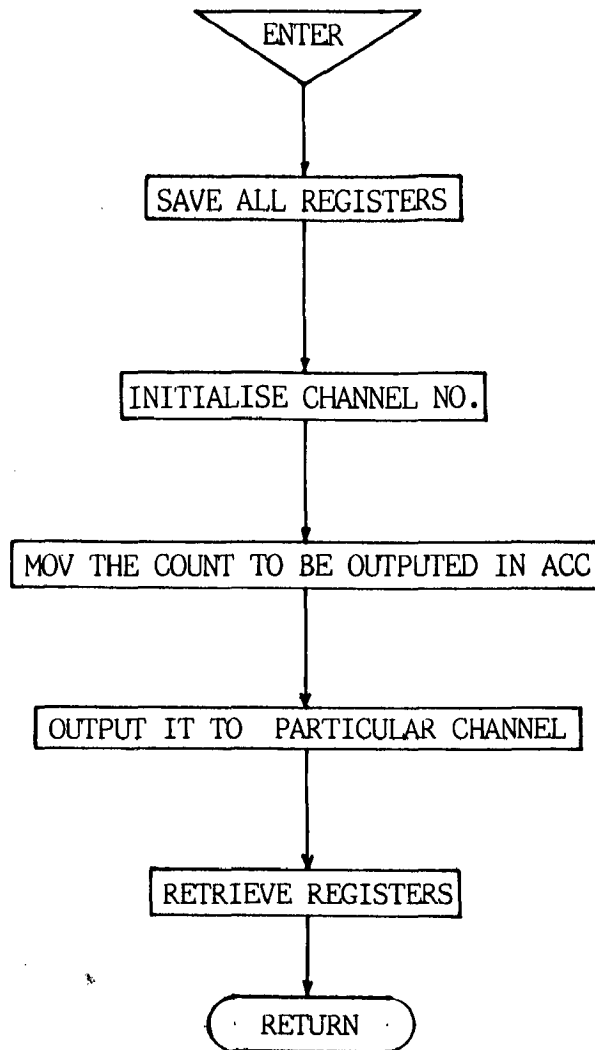 ENTER
SAVE ALL REGISTERS
INITIALISE CHANNEL NO.
MOV THE COUNT TO BE OUTPUTED IN ACC
OUTPUT IT TO PARTICULAR CHANNEL
RETRIEVE REGISTERS
RETURN